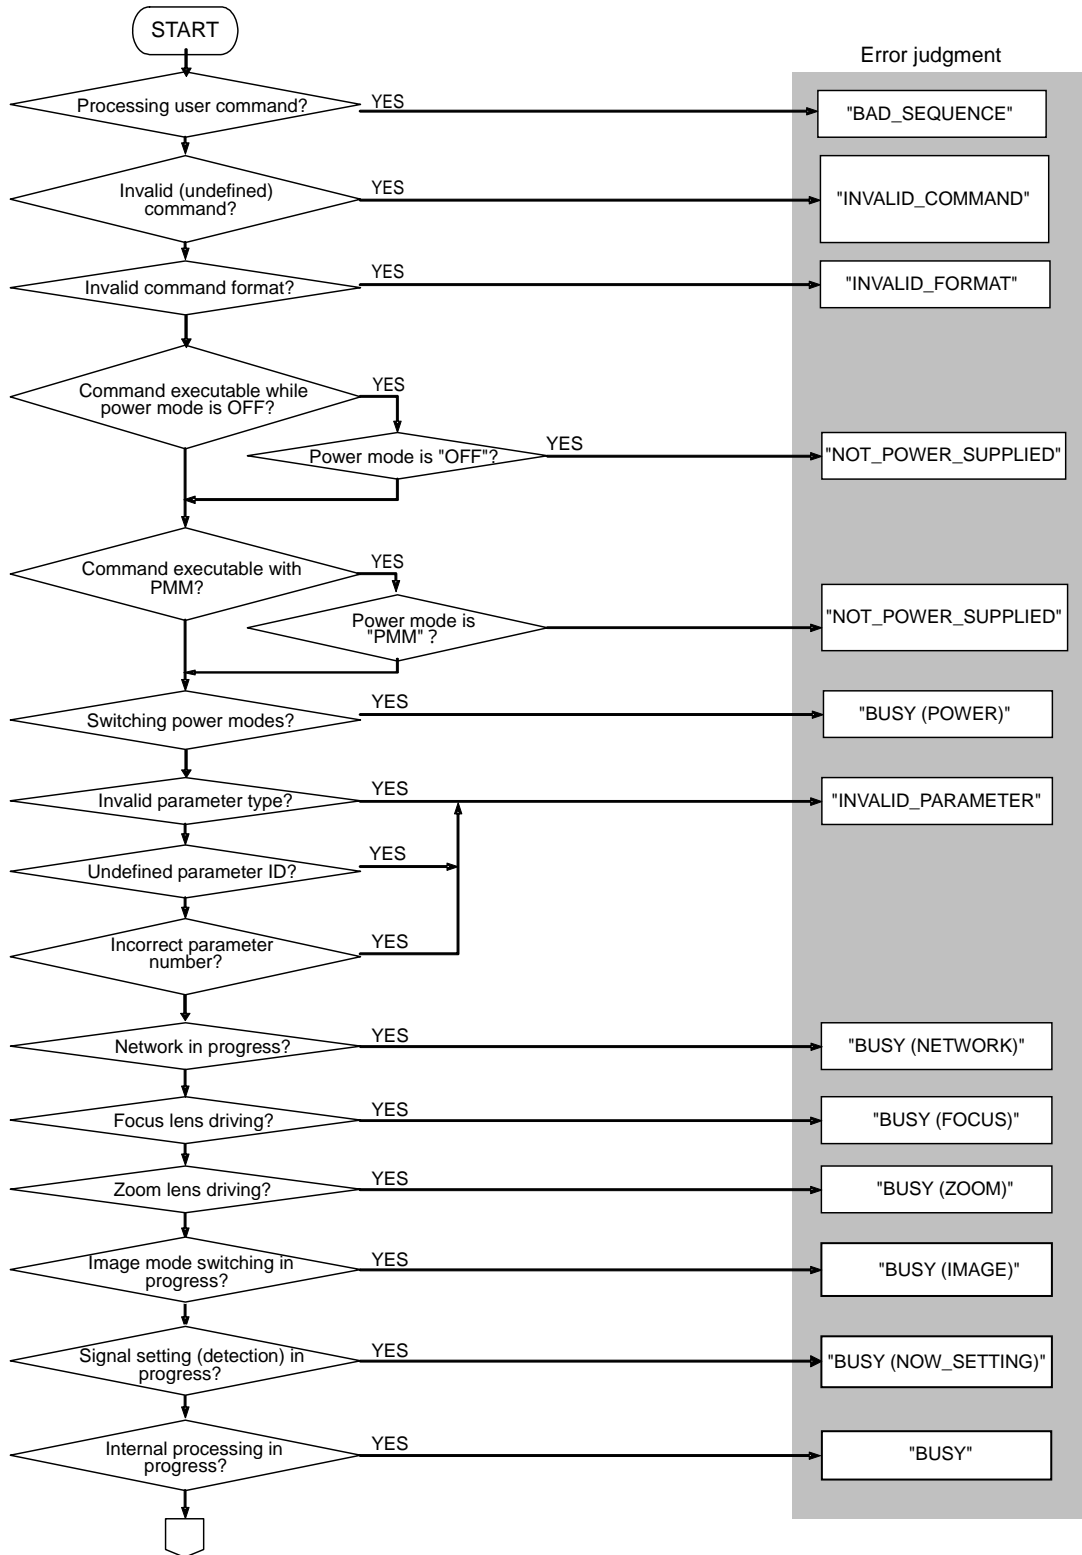 START
Error judgment
Processing user command?
YES
"BAD_SEQUENCE"
Invalid (undefined)
command?
YES
"INVALID_COMMAND"
Invalid command format?
YES
"INVALID_FORMAT"
Command executable while
power mode is OFF?
YES
Power mode is "OFF"?
YES
"NOT_POWER_SUPPLIED"
Command executable with
PMM?
YES
Power mode is
"PMM" ?
"NOT_POWER_SUPPLIED"
Switching power modes?
YES
"BUSY (POWER)"
Invalid parameter type?
YES
"INVALID_PARAMETER"
Undefined parameter ID?
YES
Incorrect parameter
number?
YES
Network in progress?
YES
"BUSY (NETWORK)"
Focus lens driving?
YES
"BUSY (FOCUS)"
Zoom lens driving?
YES
"BUSY (ZOOM)"
Image mode switching in
progress?
YES
"BUSY (IMAGE)"
Signal setting (detection) in
progress?
YES
"BUSY (NOW_SETTING)"
Internal processing in
progress?
YES
"BUSY"